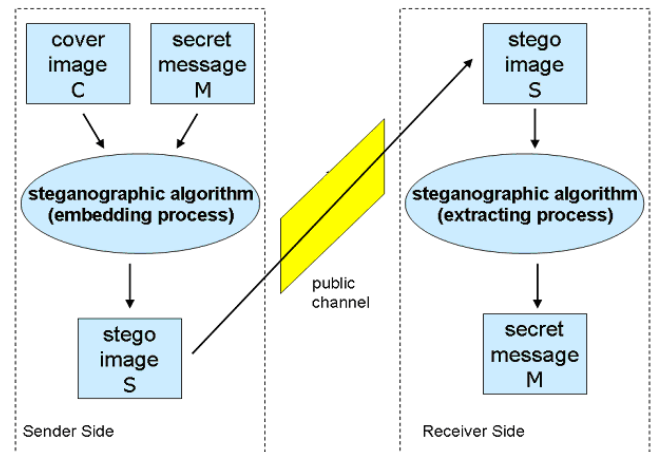 cover
image
C
secret
message
M
steganographic algorithm
(embedding process)
stego
image
S
Sender Side
public
channel
stego
image
S
steganographic algorithm
(extracting process)
secret
message
M
Receiver Side